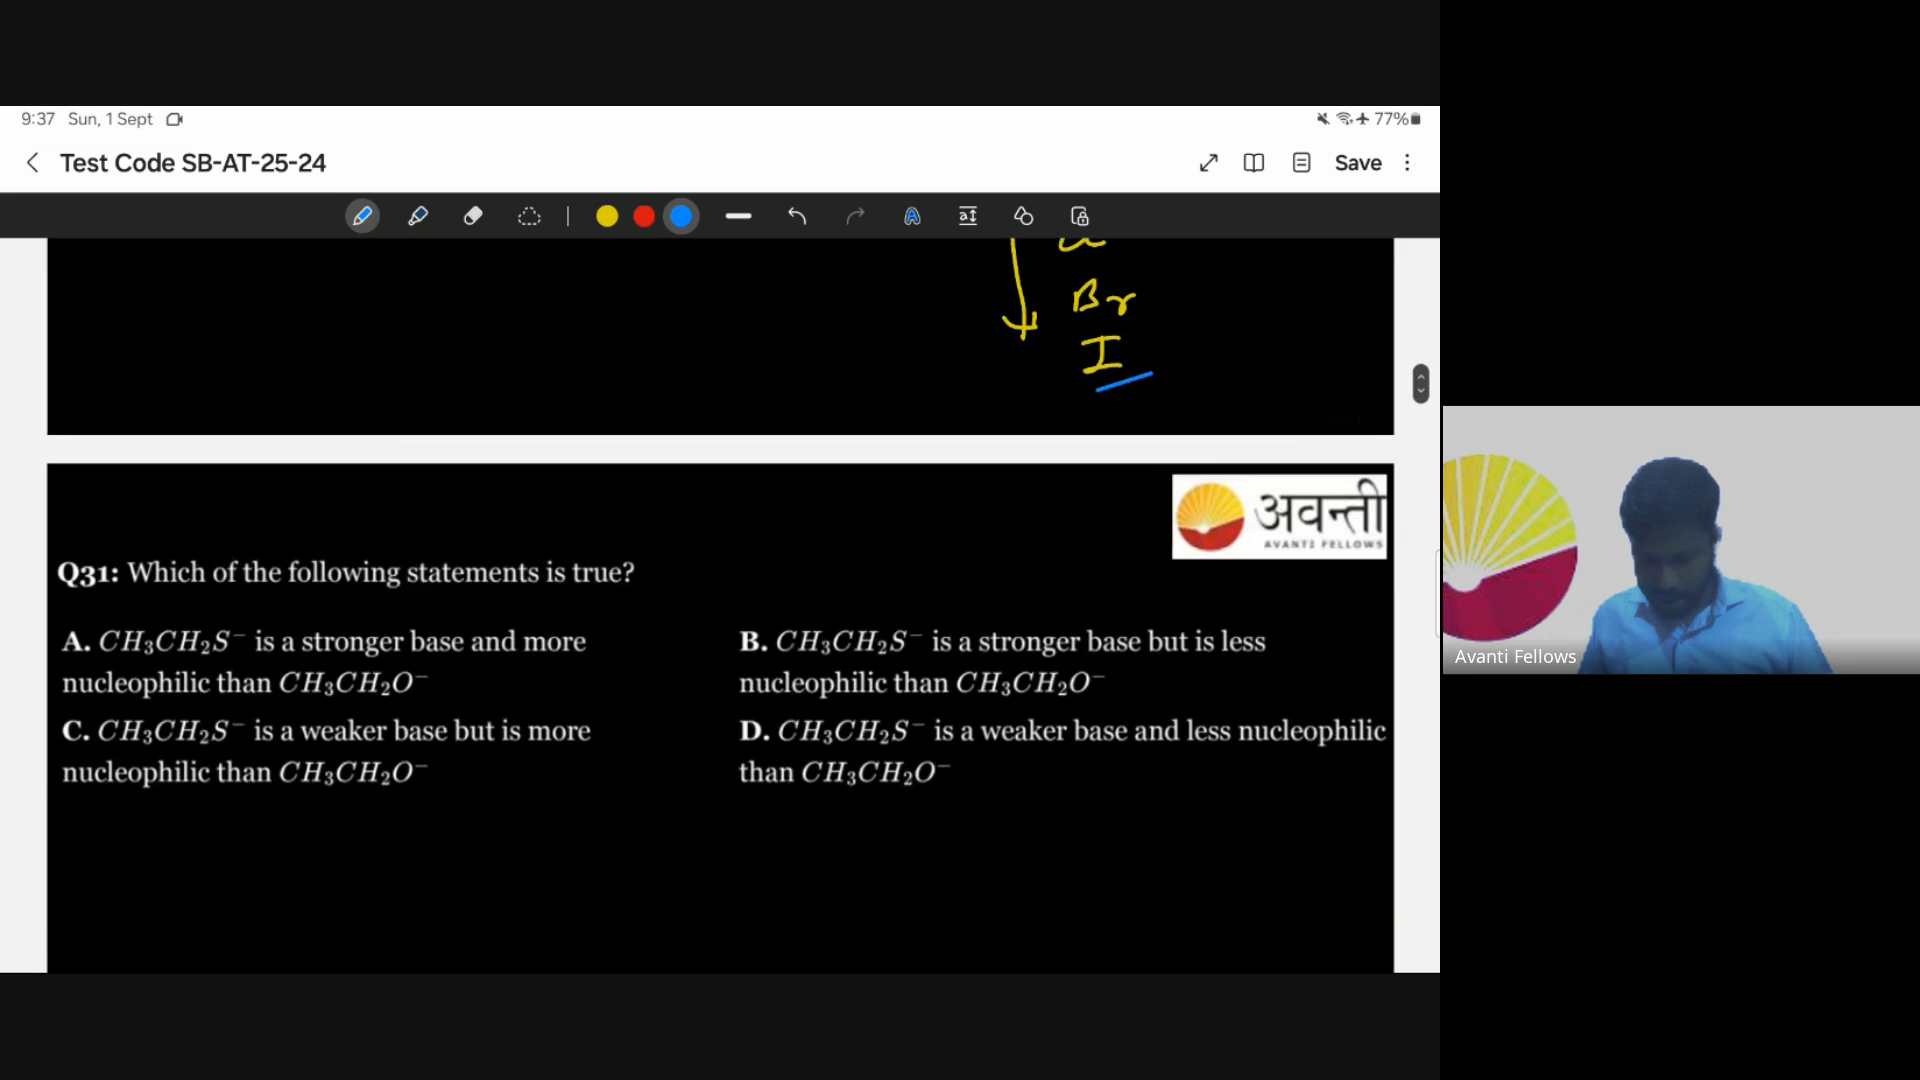 9:37 Sun, 1 Sept
77%
Test Code SB-AT-25-24
Save
Br
I
अवन्ती
AVANTI FELLOWS
Q31: Which of the following statements is true?
A. CH₃CH₂S⁻ is a stronger base and more
nucleophilic than CH₃CH₂O⁻
B. CH₃CH₂S⁻ is a stronger base but is less
nucleophilic than CH₃CH₂O⁻
C. CH₃CH₂S⁻ is a weaker base but is more
nucleophilic than CH₃CH₂O⁻
D. CH₃CH₂S⁻ is a weaker base and less nucleophilic
than CH₃CH₂O⁻
Avanti Fellows